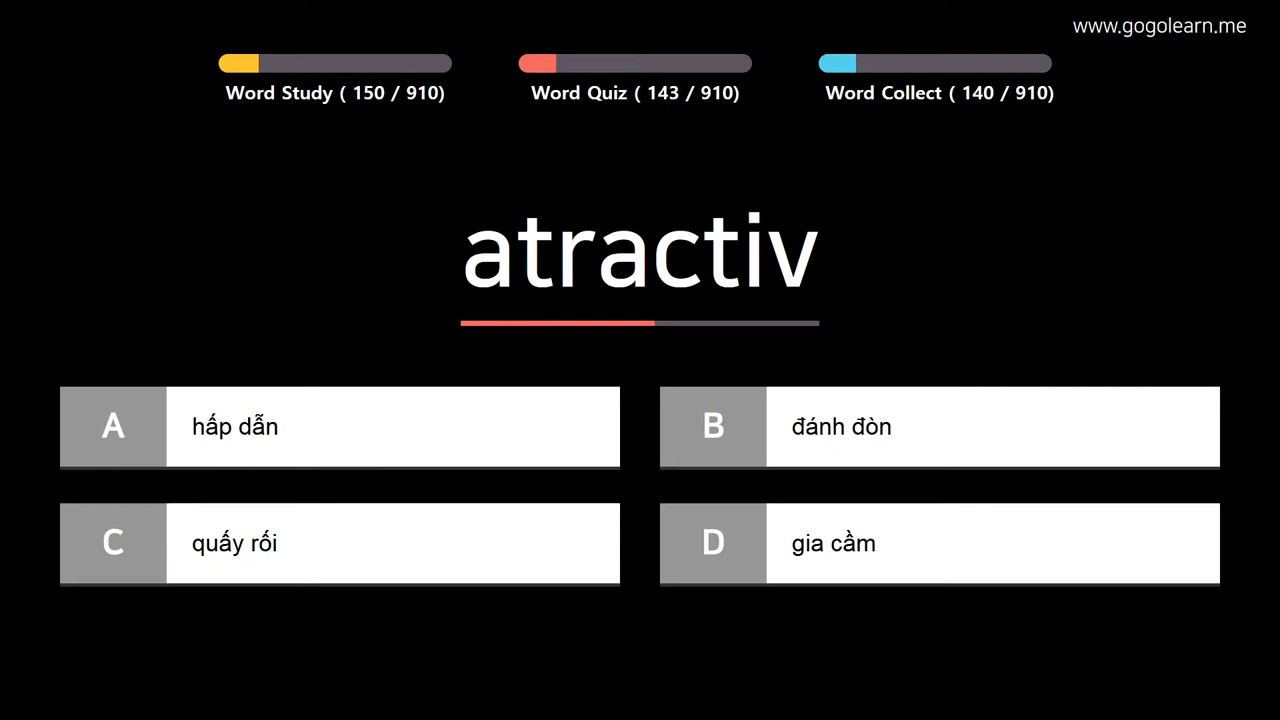 www.gogolearn.me
Word Study ( 150 / 910)
Word Quiz ( 143 / 910)
Word Collect ( 140 / 910)
atractiv
A
hấp dẫn
B
đánh đòn
C
quấy rối
D
gia cầm